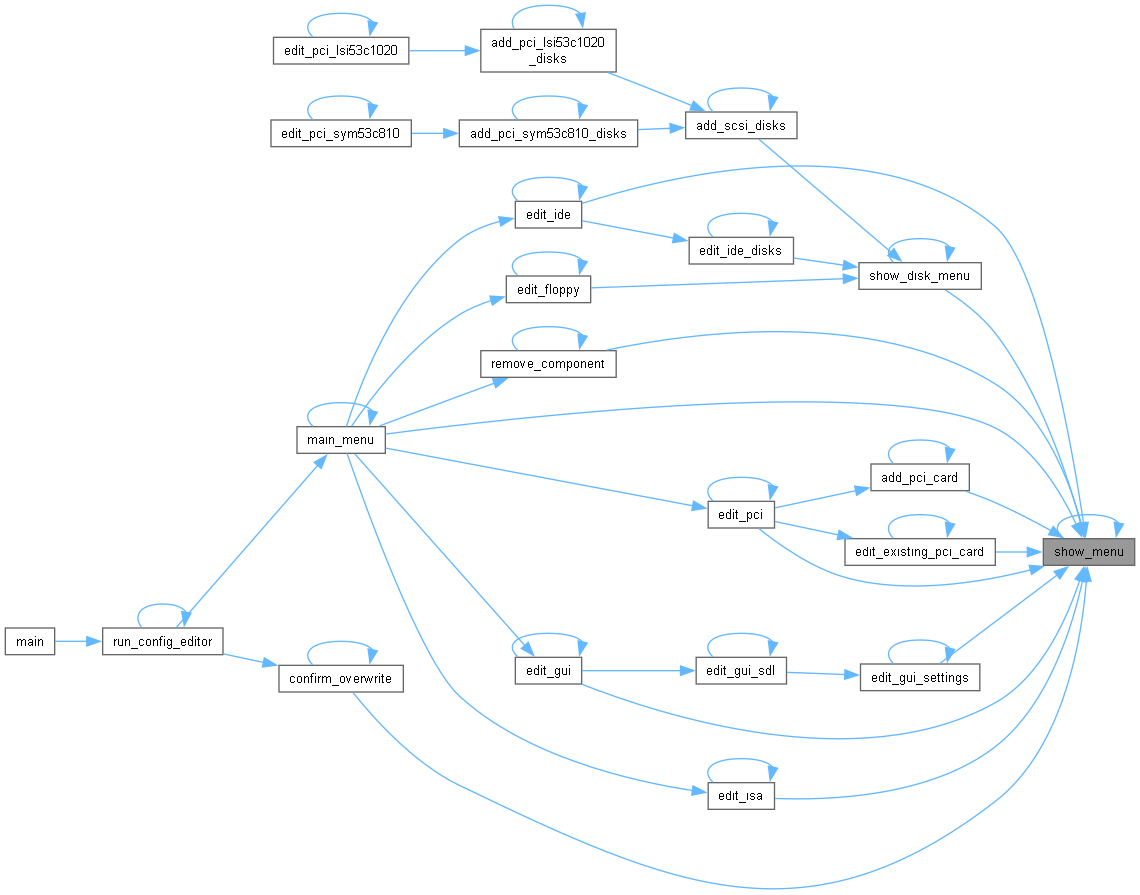 edit_pci_lsi53c1020
add_pci_lsi53c1020
_disks
edit_pci_sym53c810
add_pci_sym53c810_disks
add_scsi_disks
edit_ide
edit_ide_disks
edit_floppy
show_disk_menu
remove_component
main_menu
add_pci_card
edit_pci
edit_existing_pci_card
show_menu
main
run_config_editor
confirm_overwrite
edit_gui
edit_gui_sdl
edit_gui_settings
edit_isa